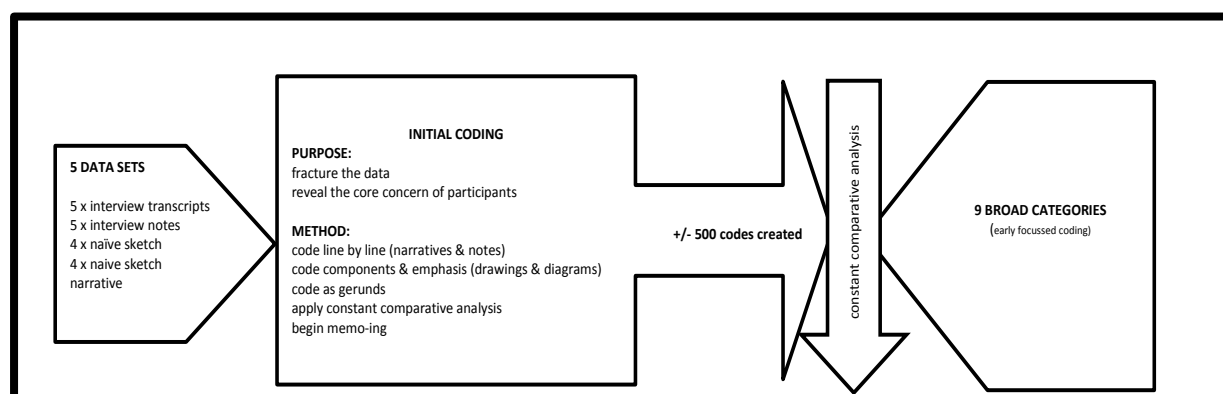 5 DATA SETS
5 x interview transcripts
5 x interview notes
4 x naïve sketch
4 x naive sketch
narrative
INITIAL CODING
PURPOSE:
fracture the data
reveal the core concern of participants
METHOD:
code line by line (narratives & notes)
code components & emphasis (drawings & diagrams)
code as gerunds
apply constant comparative analysis
begin memo-ing
+/- 500 codes created
constant comparative analysis
9 BROAD CATEGORIES
(early focussed coding)